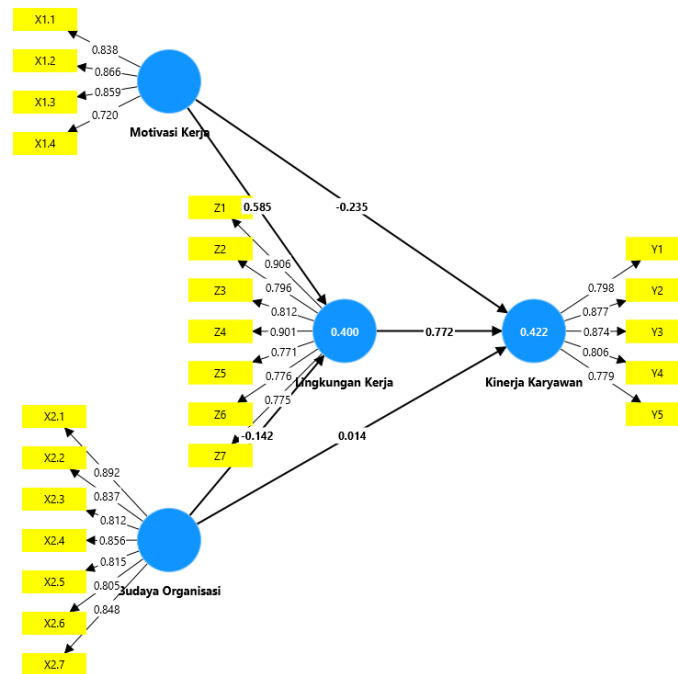 X1.1
0.838
X1.2
0.866
X1.3
0.859
X1.4
0.720
Motivasi Kerja
0.585
-0.235
Z1
0.906
Z2
0.796
Z3
0.812
Z4
0.901
Z5
0.771
Z6
0.776
Z7
0.775
0.400
Lingkungan Kerja
0.772
0.422
Kinerja Karyawan
Y1
0.798
Y2
0.877
Y3
0.874
Y4
0.806
Y5
0.779
-0.142
0.014
X2.1
0.892
X2.2
0.837
X2.3
0.812
X2.4
0.856
X2.5
0.815
X2.6
0.805
X2.7
0.848
Budaya Organisasi